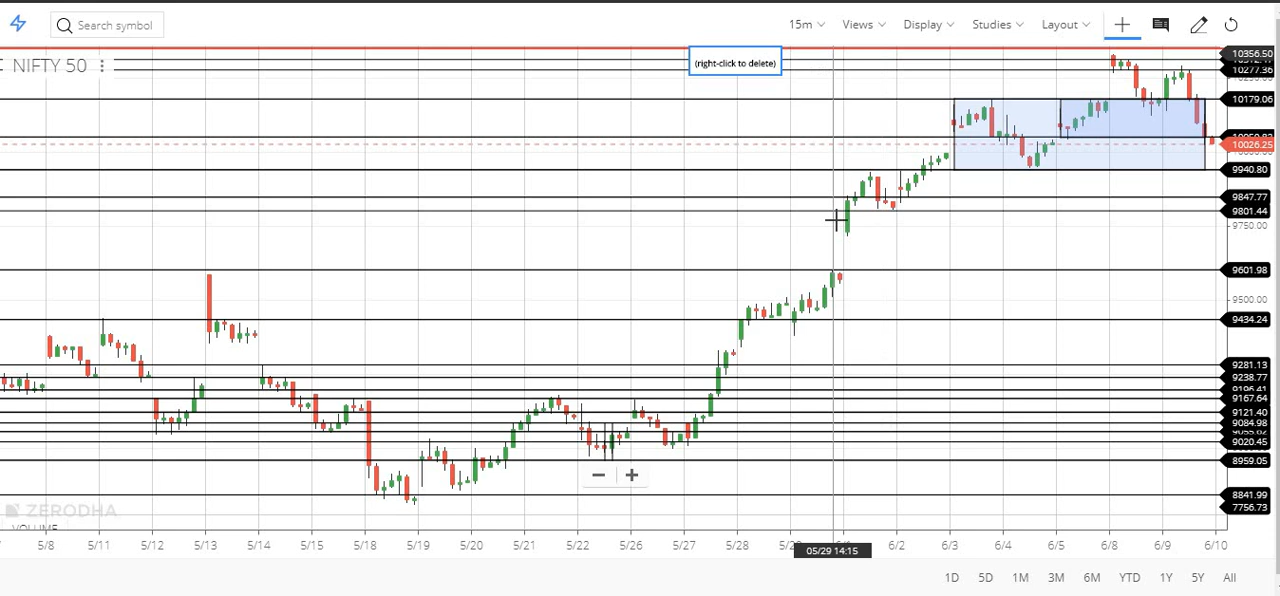 Search symbol
15m Views Display Studies Layout
NIFTY 50
(right-click to delete)
10356.50
10277.36
10179.06
10026.25
9940.80
9847.77
9801.44
9750.00
9601.98
9500.00
9434.24
9281.13
9238.77
9167.64
9121.40
9084.98
9020.45
8959.05
8841.99
7756.73
ZERODHA
VOLUME
5/8 5/11 5/12 5/13 5/14 5/15 5/18 5/19 5/20 5/21 5/22 5/26 5/27 5/28 6/2 6/3 6/4 6/5 6/8 6/9 6/10
05/29 14:15
1D 5D 1M 3M 6M YTD 1Y 5Y All